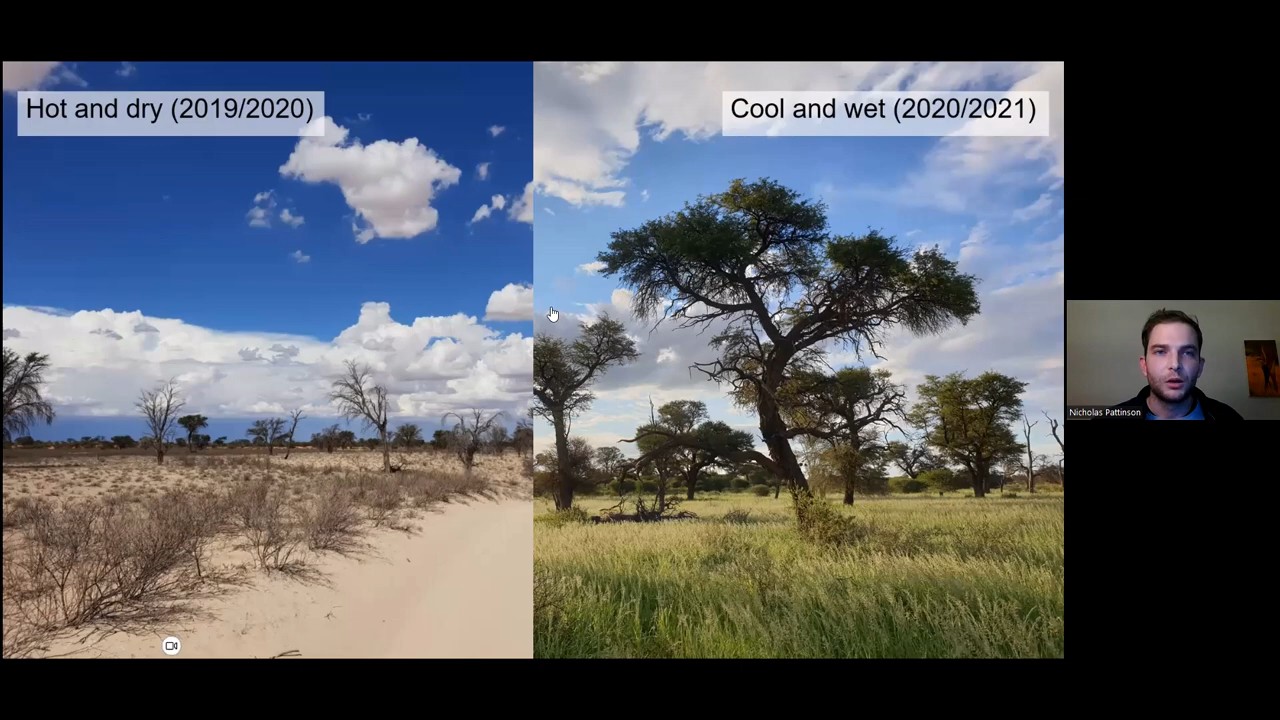 Hot and dry (2019/2020)
Cool and wet (2020/2021)
Nicholas Pattinson